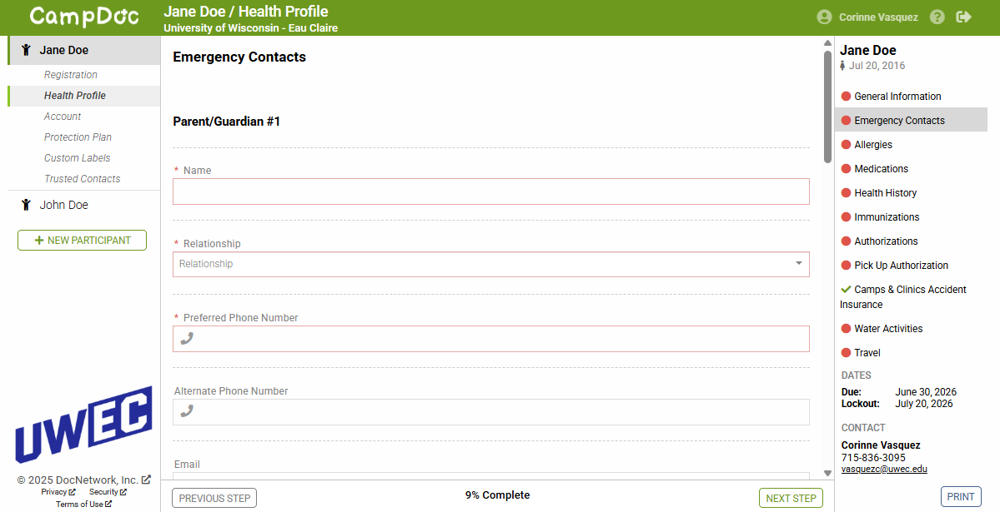 CampDoc
Jane Doe / Health Profile
University of Wisconsin - Eau Claire
Corinne Vasquez
?
Jane Doe
Registration
Health Profile
Account
Protection Plan
Custom Labels
Trusted Contacts
John Doe
+ NEW PARTICIPANT
UWEC
© 2025 DocNetwork, Inc.
Privacy
Security
Terms of Use
Emergency Contacts
Parent/Guardian #1
* Name
* Relationship
Relationship
* Preferred Phone Number
Alternate Phone Number
Email
PREVIOUS STEP
9% Complete
NEXT STEP
Jane Doe
Jul 20, 2016
General Information
Emergency Contacts
Allergies
Medications
Health History
Immunizations
Authorizations
Pick Up Authorization
Camps & Clinics Accident
Insurance
Water Activities
Travel
DATES
Due: June 30, 2026
Lockout: July 20, 2026
CONTACT
Corinne Vasquez
715-836-3095
vasquezc@uwec.edu
PRINT